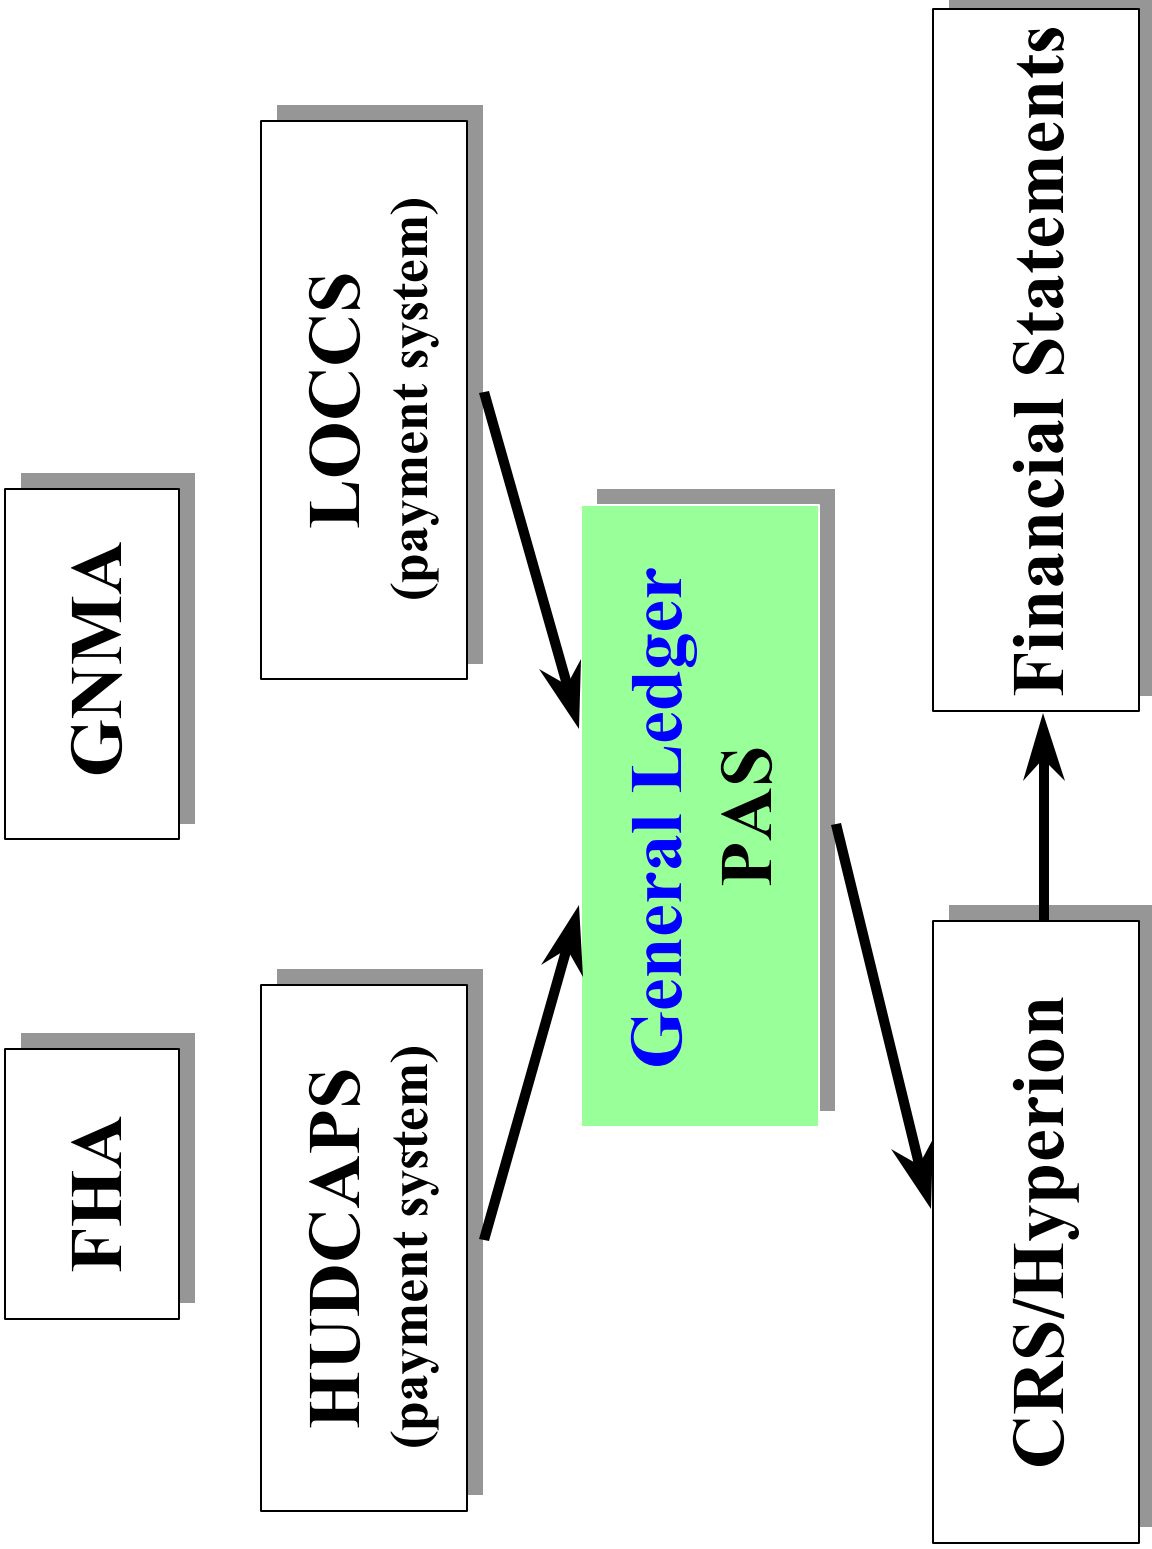 FHA
GNMA
HUDCAPS
(payment system)
LOCCS
(payment system)
General Ledger
PAS
CRS/Hyperion
Financial Statements